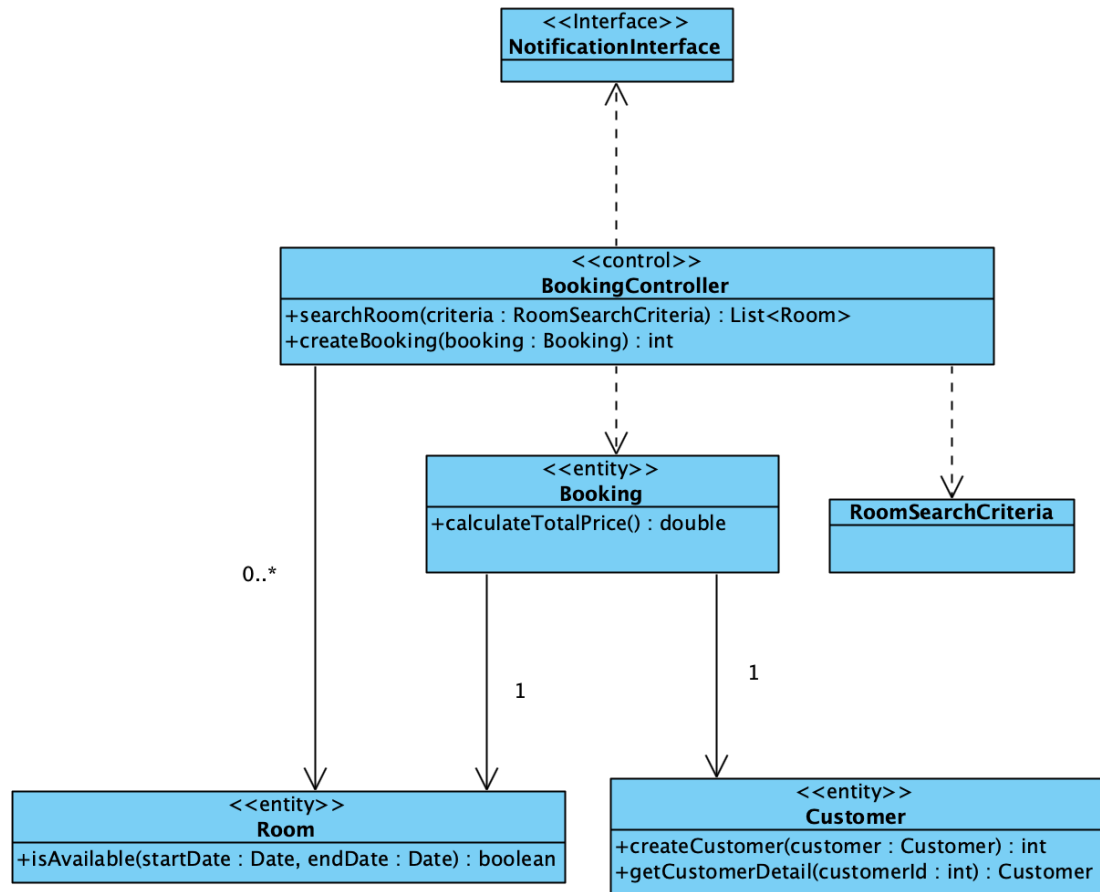 <<Interface>>
NotificationInterface
<<control>>
BookingController
+searchRoom(criteria : RoomSearchCriteria) : List<Room>
+createBooking(booking : Booking) : int
<<entity>>
Booking
+calculateTotalPrice() : double
RoomSearchCriteria
0..*
1
1
<<entity>>
Room
+isAvailable(startDate : Date, endDate : Date) : boolean
<<entity>>
Customer
+createCustomer(customer : Customer) : int
+getCustomerDetail(customerId : int) : Customer